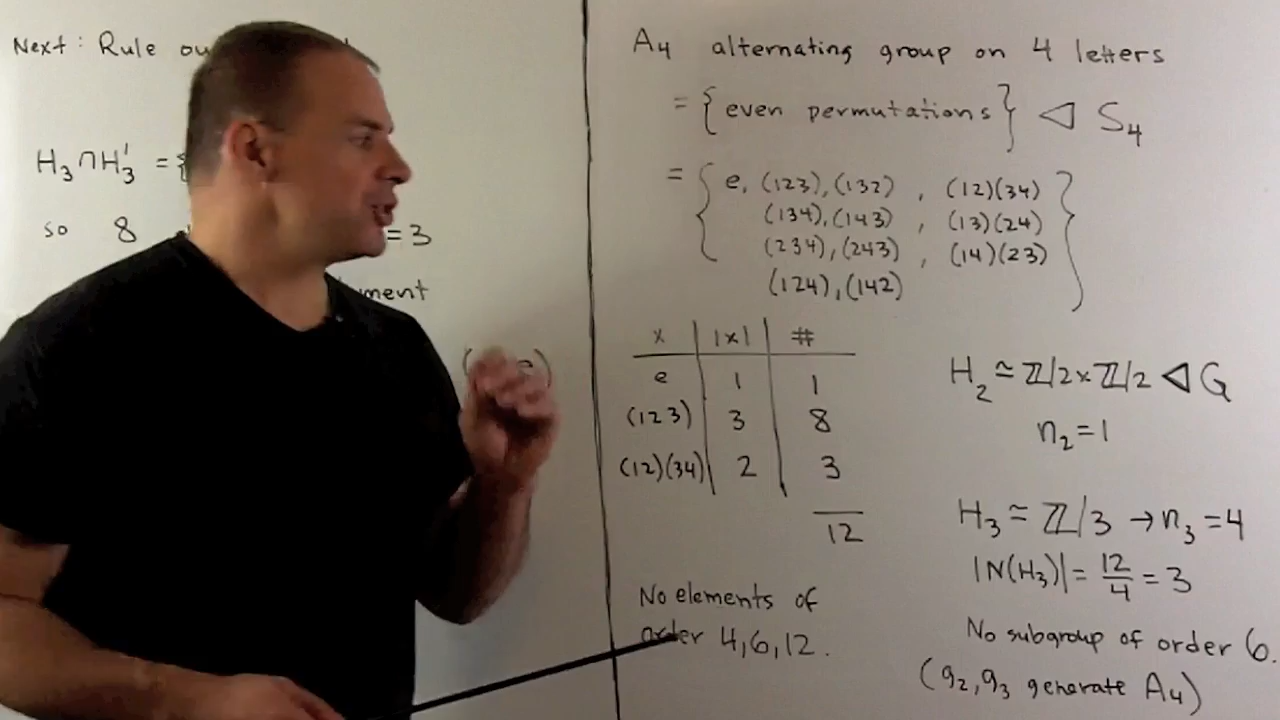 Next: Rule
H₃∩H₃' = {
so 8 = 3
(
)
A₄ alternating group on 4 letters
= {even permutations} ◁ S₄
= { e, (123),(132) , (12)(34)
(134),(143) , (13)(24)
(234),(243) , (14)(23)
(124),(142) }
x | |x| | #
e | 1 | 1
(123) | 3 | 8
(12)(34) | 2 | 3
12
No elements of
order 4,6,12.
H₂ ≃ ℤ/2×ℤ/2 ◁ G
n₂=1
H₃ ≃ ℤ/3 → n₃=4
|N(H₃)| = 12/4 = 3
No subgroup of order 6.
(g₂,g₃ generate A₄)